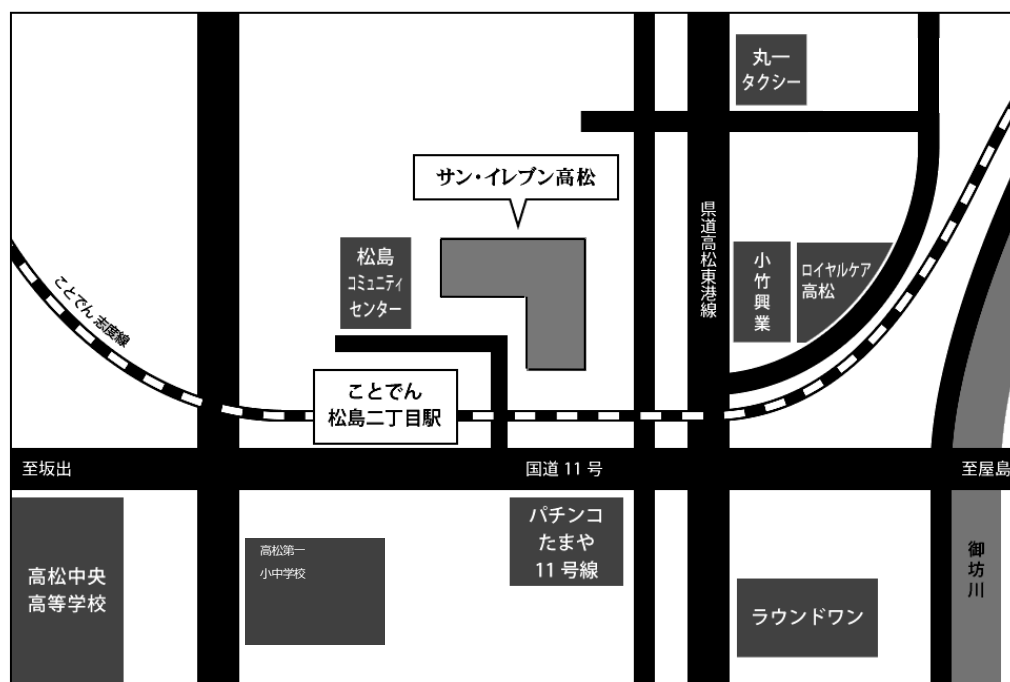 丸一
タクシー
サン・イレブン高松
県道高松東港線
松島
コミュニティ
センター
小竹興業
ロイヤルケア
高松
ことでん 志度線
ことでん
松島二丁目駅
至坂出
国道11号
至屋島
パチンコ
たまや
11号線
高松第一
小中学校
高松中央
高等学校
御坊川
ラウンドワン